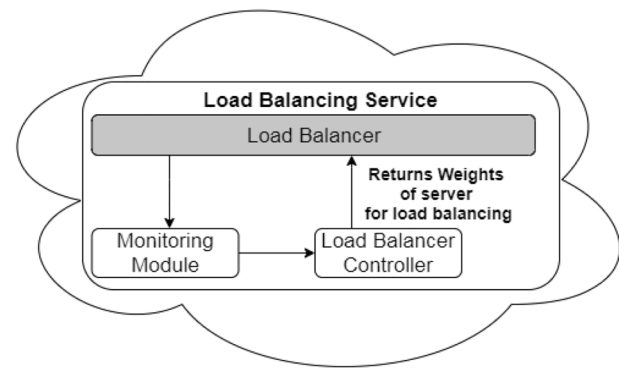 Load Balancing Service
Load Balancer
Returns Weights
of server
for load balancing
Monitoring
Module
Load Balancer
Controller